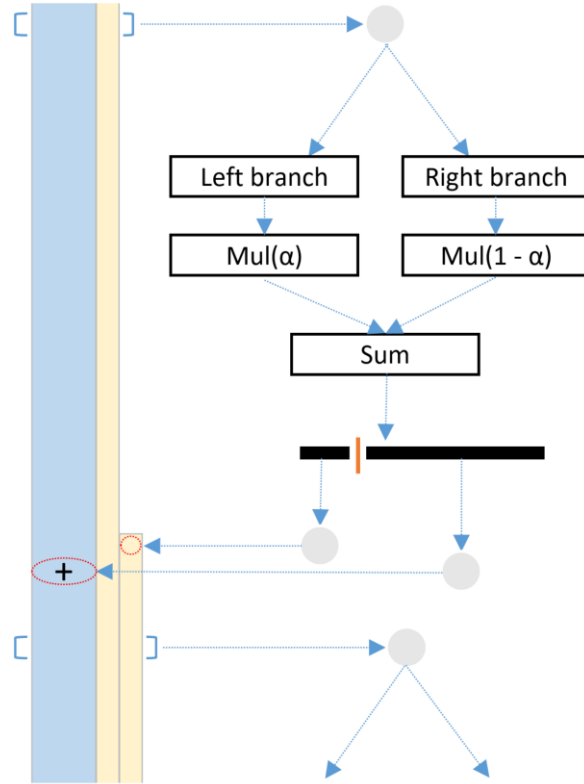 Left branch
Right branch
Mul(α)
Mul(1 - α)
Sum
+